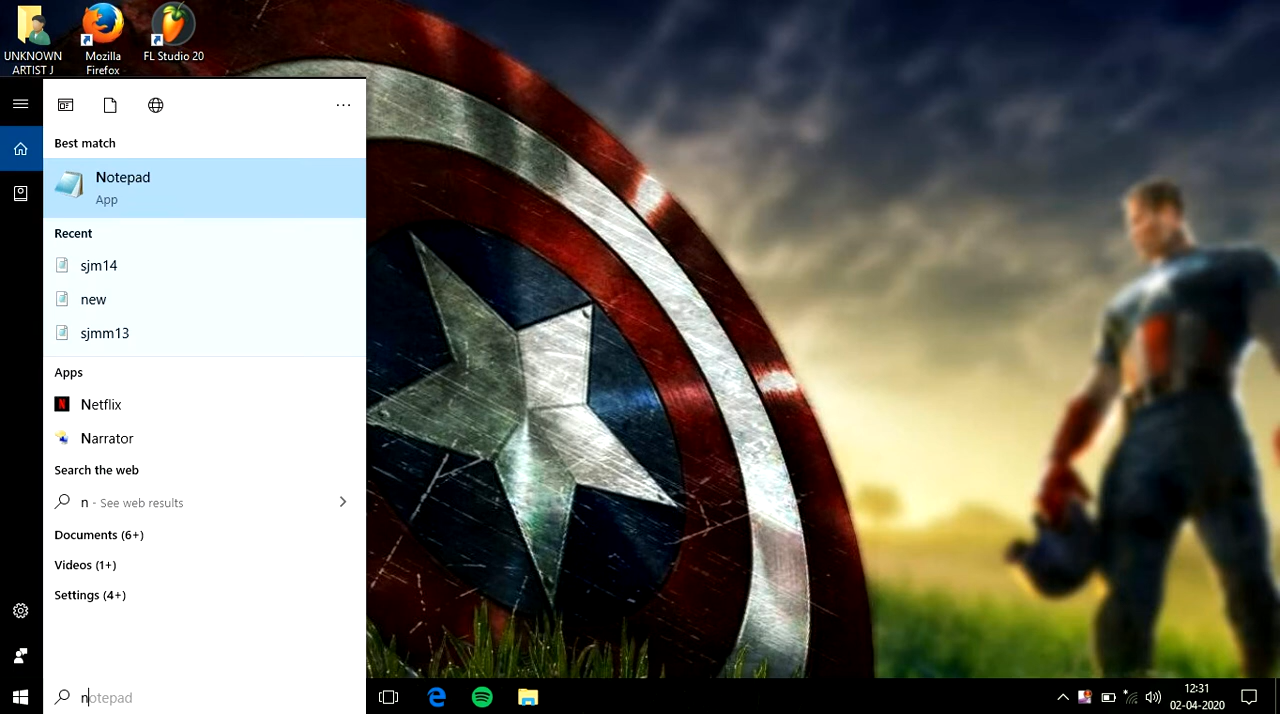 UNKNOWN
ARTIST J
Mozilla
Firefox
FL Studio 20
Best match
Notepad
App
Recent
sjm14
new
sjmm13
Apps
Netflix
Narrator
Search the web
n - See web results
Documents (6+)
Videos (1+)
Settings (4+)
notepad
12:31
02-04-2020